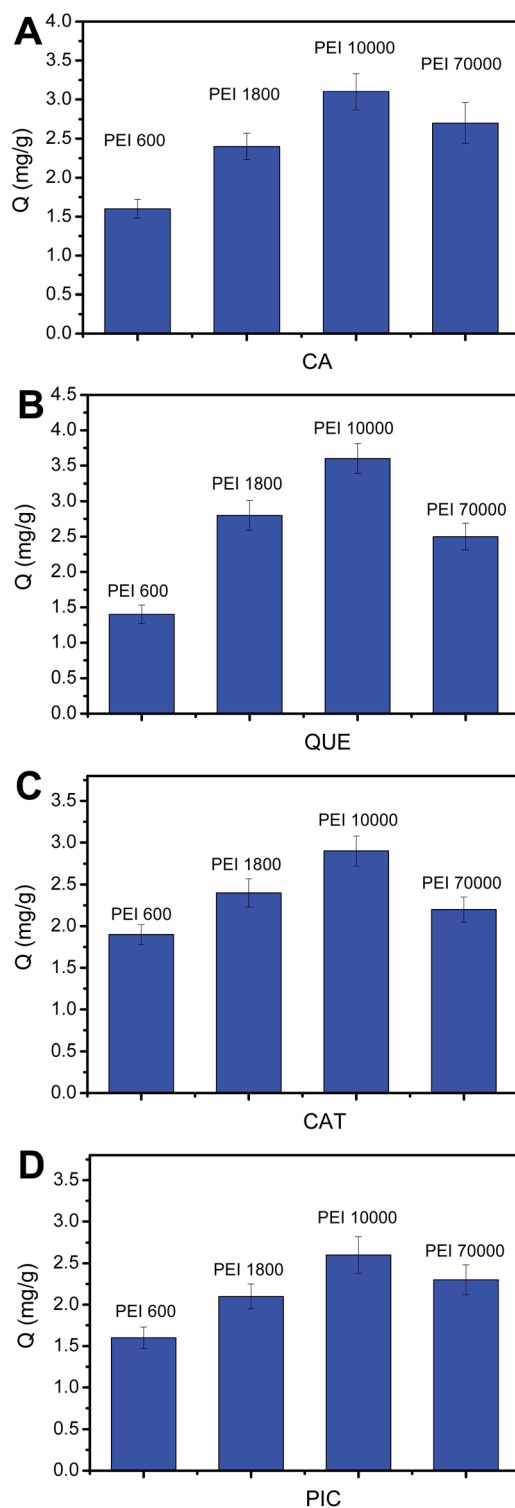 A
4.0
3.5
3.0
2.5
2.0
1.5
1.0
0.5
0.0
Q (mg/g)
PEI 600
PEI 1800
PEI 10000
PEI 70000
CA
B
4.5
4.0
3.5
3.0
2.5
2.0
1.5
1.0
0.5
0.0
Q (mg/g)
PEI 600
PEI 1800
PEI 10000
PEI 70000
QUE
C
3.5
3.0
2.5
2.0
1.5
1.0
0.5
0.0
Q (mg/g)
PEI 600
PEI 1800
PEI 10000
PEI 70000
CAT
D
3.5
3.0
2.5
2.0
1.5
1.0
0.5
0.0
Q (mg/g)
PEI 600
PEI 1800
PEI 10000
PEI 70000
PIC